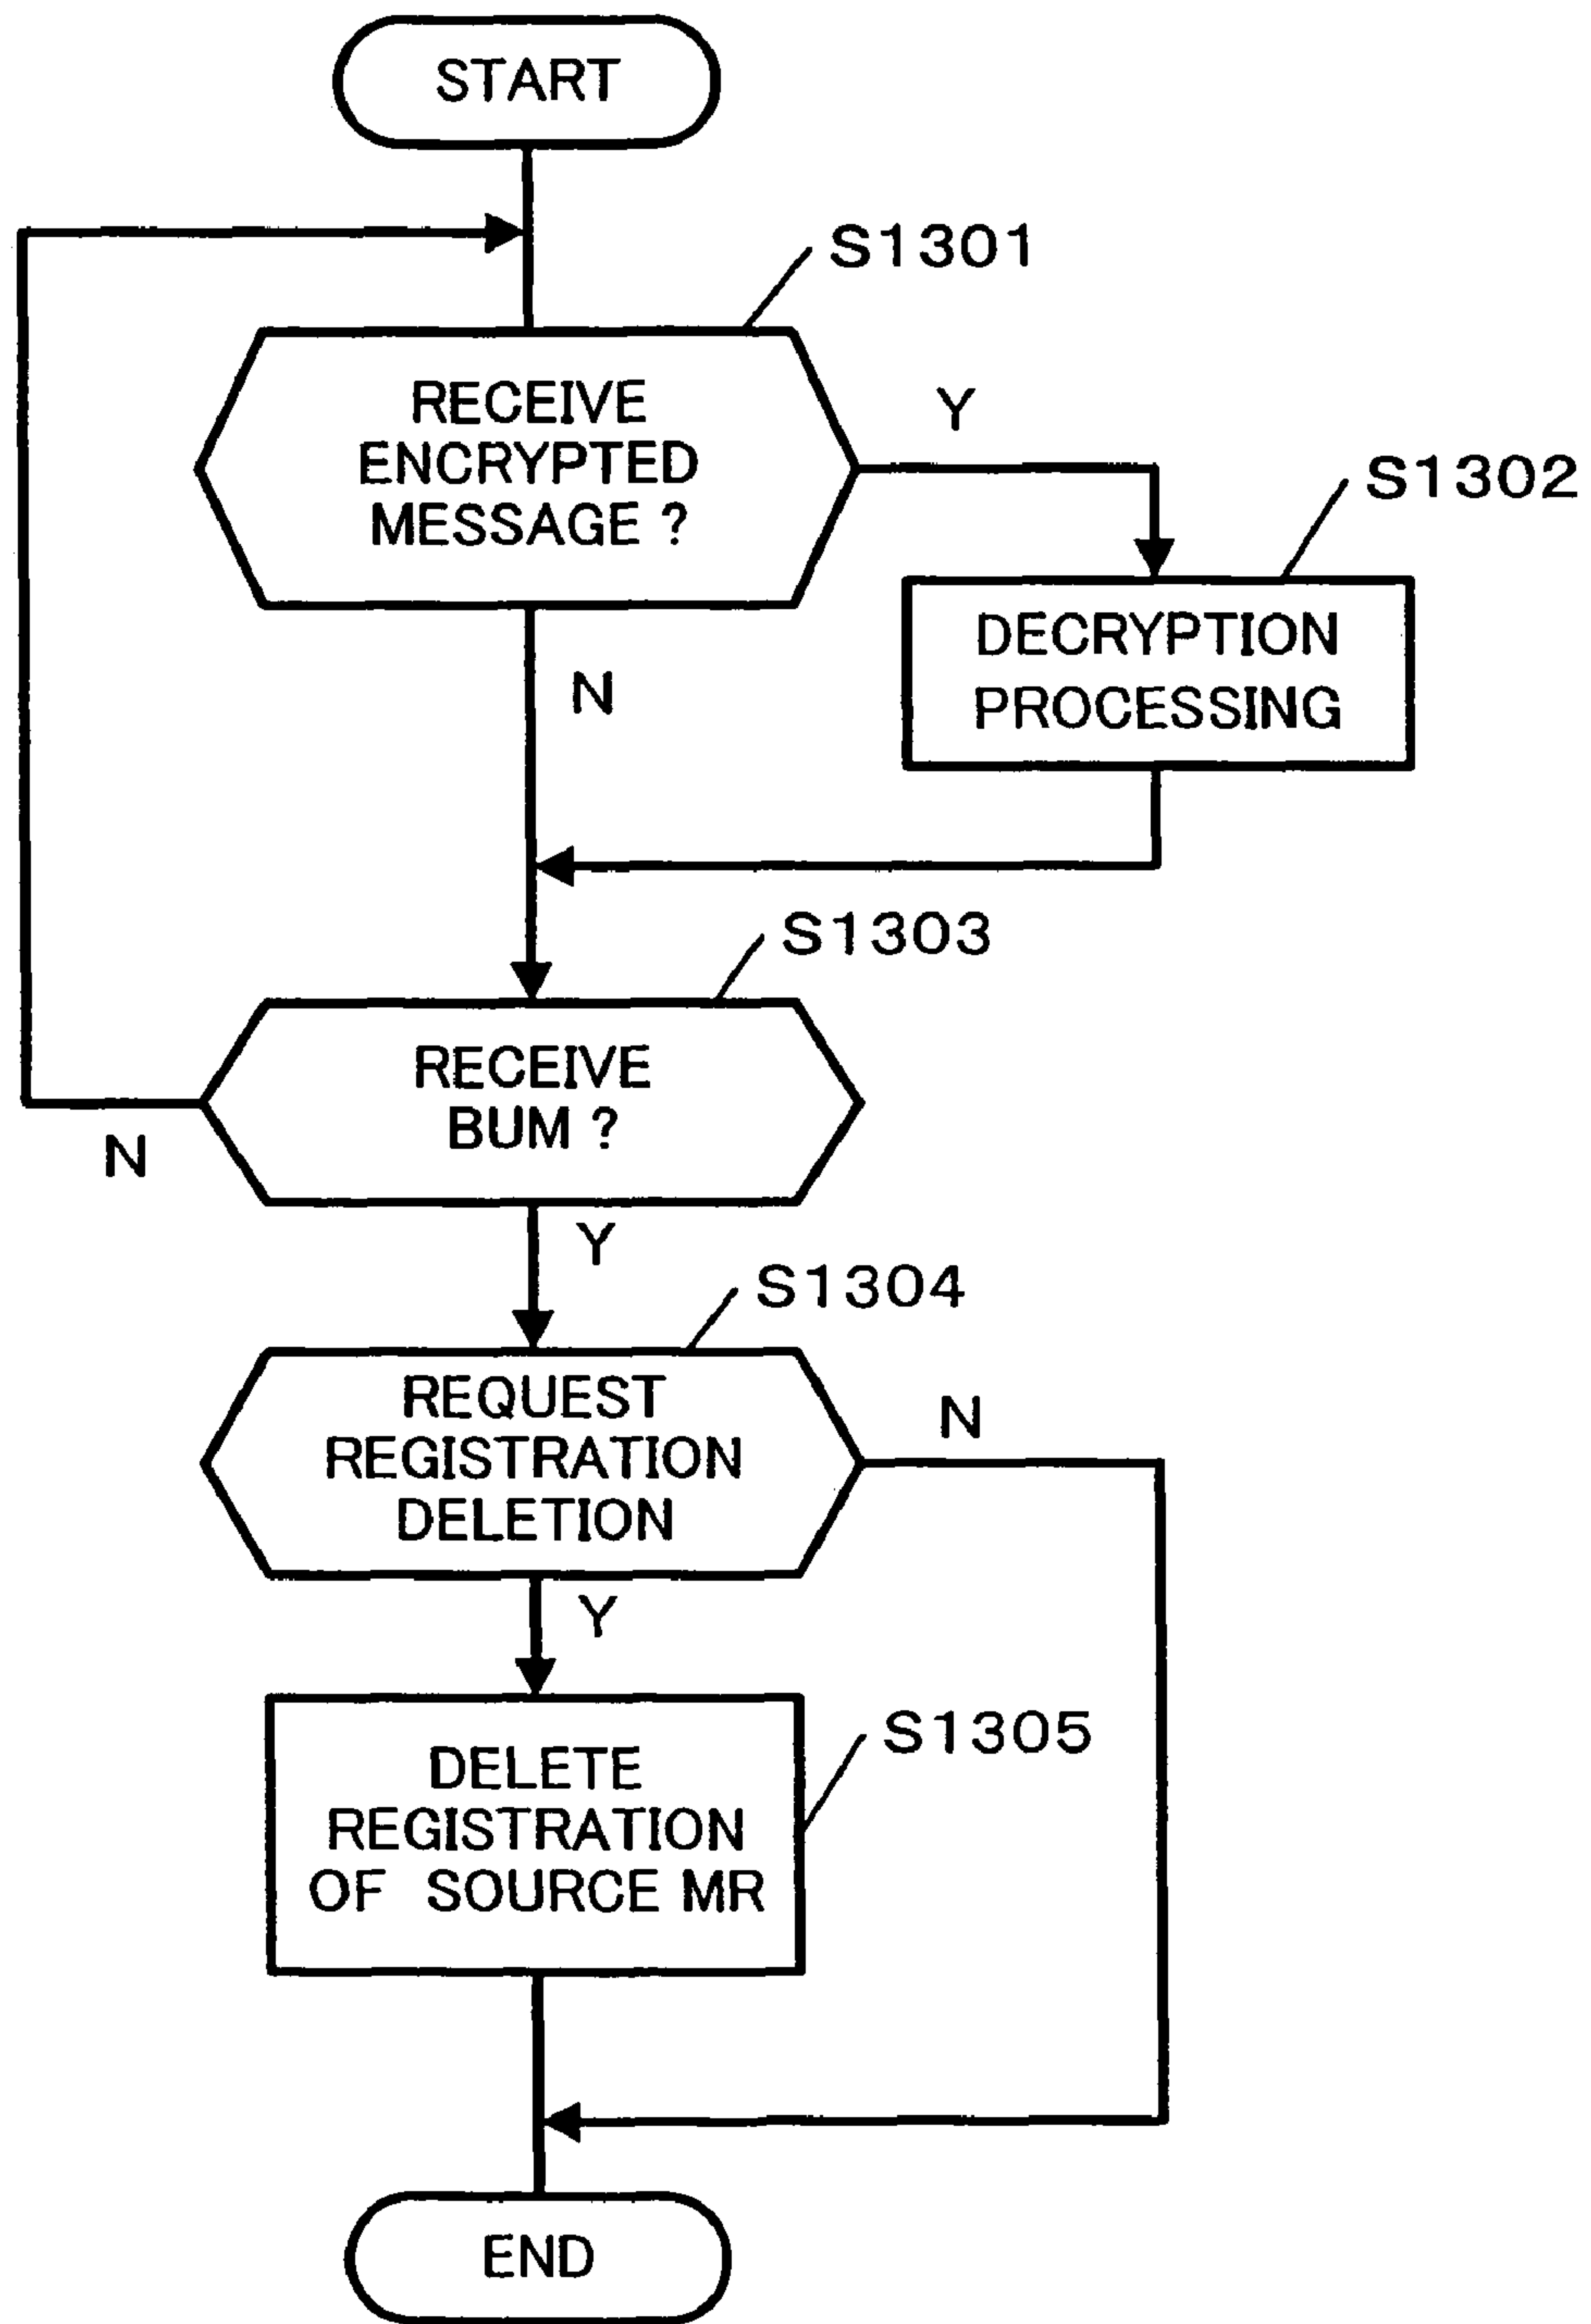 START
S1301
RECEIVE
ENCRYPTED
MESSAGE ?
Y
S1302
DECRYPTION
PROCESSING
N
S1303
RECEIVE
BUM ?
N
Y
S1304
REQUEST
REGISTRATION
DELETION
N
Y
S1305
DELETE
REGISTRATION
OF SOURCE MR
END